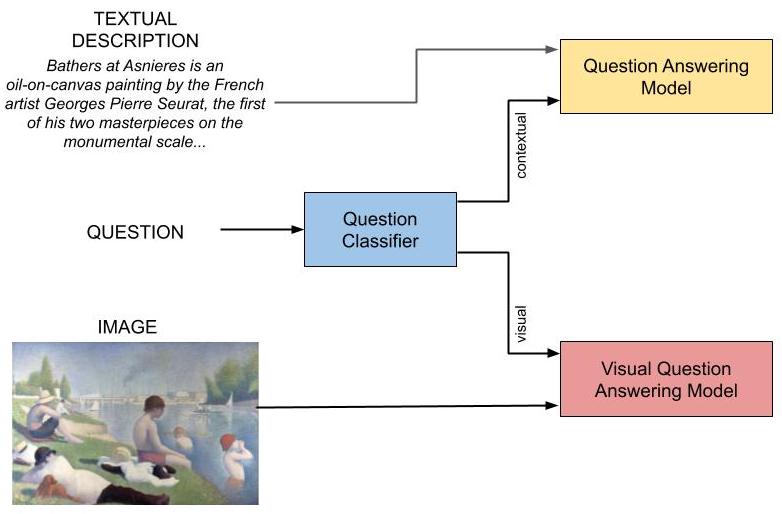 TEXTUAL
DESCRIPTION
Bathers at Asnieres is an
oil-on-canvas painting by the French
artist Georges Pierre Seurat, the first
of his two masterpieces on the
monumental scale...
Question Answering
Model
contextual
QUESTION
Question
Classifier
visual
IMAGE
Visual Question
Answering Model